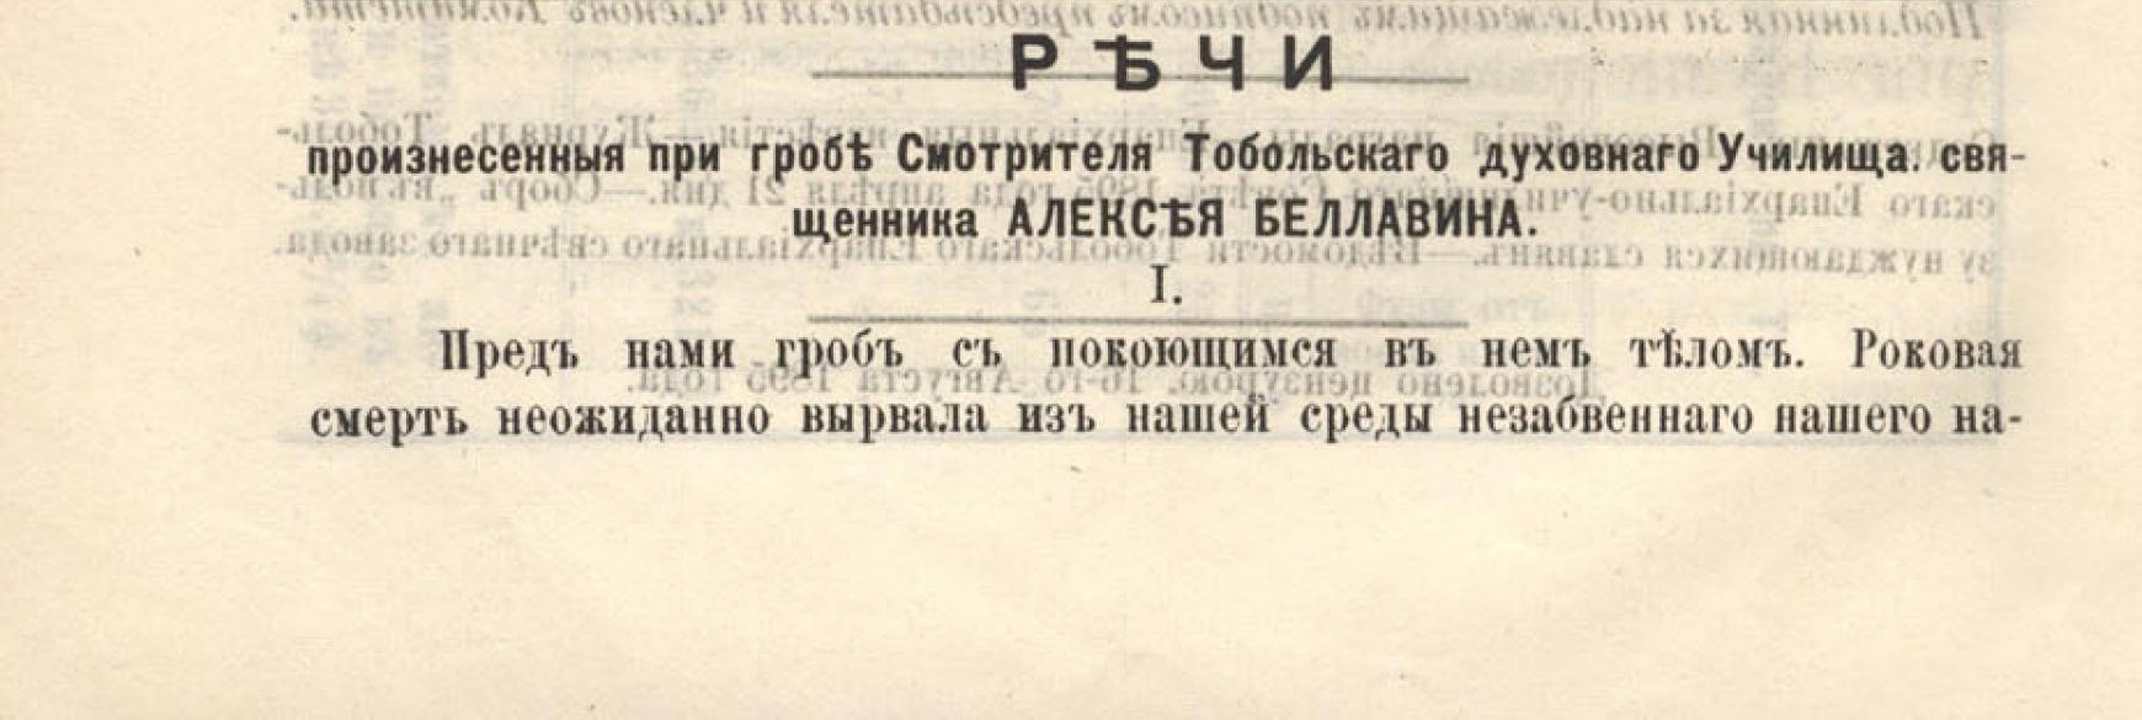 РѢЧИ
произнесенныя при гробѣ Смотрителя Тобольскаго духовнаго Училища. свя-
щенника АЛЕКСѢЯ БЕЛЛАВИНА.
I.
Предъ нами гробъ съ покоющимся въ немъ тѣломъ. Роковая
смерть неожиданно вырвала изъ нашей среды незабвеннаго нашего на-